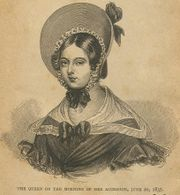 THE QUEEN ON THE MORNING OF HER ACCESSION, JUNE 20, 1837.